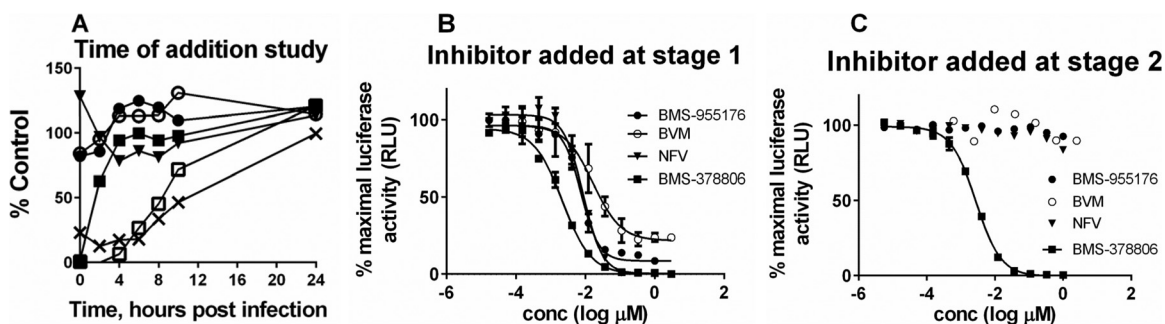 A
Time of addition study
150
100
50
0
% Control
0 4 8 12 16 20 24
Time, hours post infection
B
Inhibitor added at stage 1
100
50
0
% maximal luciferase
activity (RLU)
-6 -4 -2 0 2
conc (log μM)
BMS-955176
BVM
NFV
BMS-378806
C
Inhibitor added at stage 2
100
50
0
% maximal luciferase
activity (RLU)
-6 -4 -2 0 2
conc (log μM)
BMS-955176
BVM
NFV
BMS-378806